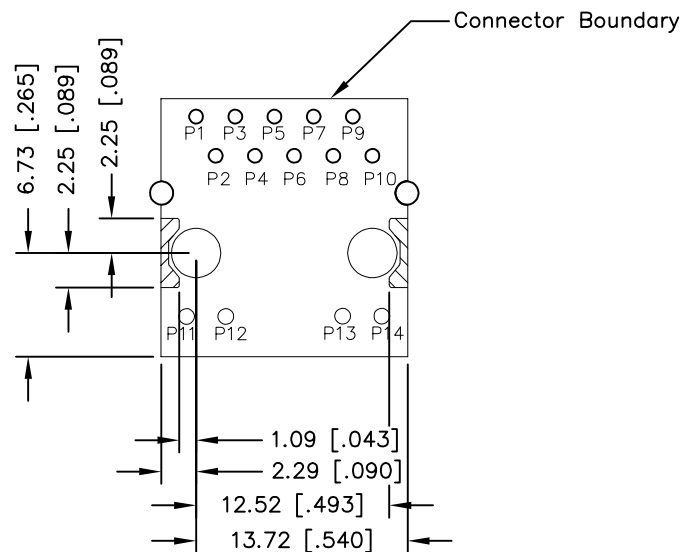 Connector Boundary
6.73 [.265]
2.25 [.089]
2.25 [.089]
P1 P3 P5 P7 P9
P2 P4 P6 P8 P10
P11 P12 P13 P14
1.09 [.043]
2.29 [.090]
12.52 [.493]
13.72 [.540]